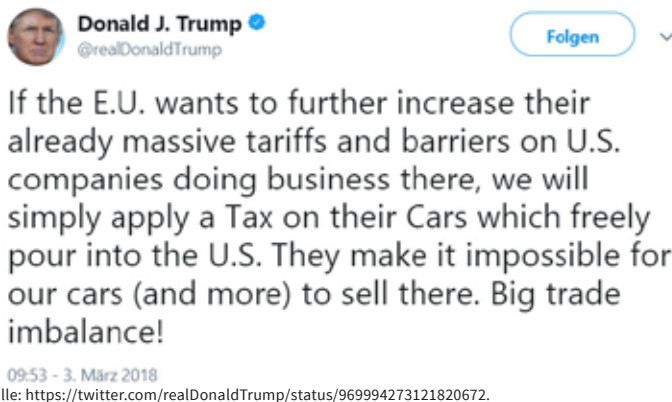 Donald J. Trump
@realDonaldTrump
Folgen
If the E.U. wants to further increase their
already massive tariffs and barriers on U.S.
companies doing business there, we will
simply apply a Tax on their Cars which freely
pour into the U.S. They make it impossible for
our cars (and more) to sell there. Big trade
imbalance!
09:53 - 3. März 2018
lle: https://twitter.com/realDonaldTrump/status/969994273121820672.